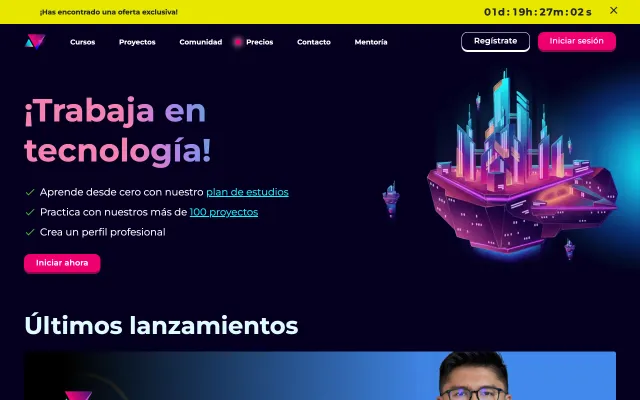 ¡Has encontrado una oferta exclusiva!
01d: 19h: 27m: 02s
Cursos Proyectos Comunidad Precios Contacto Mentoría Regístrate Iniciar sesión
¡Trabaja en
tecnología!
Aprende desde cero con nuestro plan de estudios
Practica con nuestros más de 100 proyectos
Crea un perfil profesional
Iniciar ahora
Últimos lanzamientos